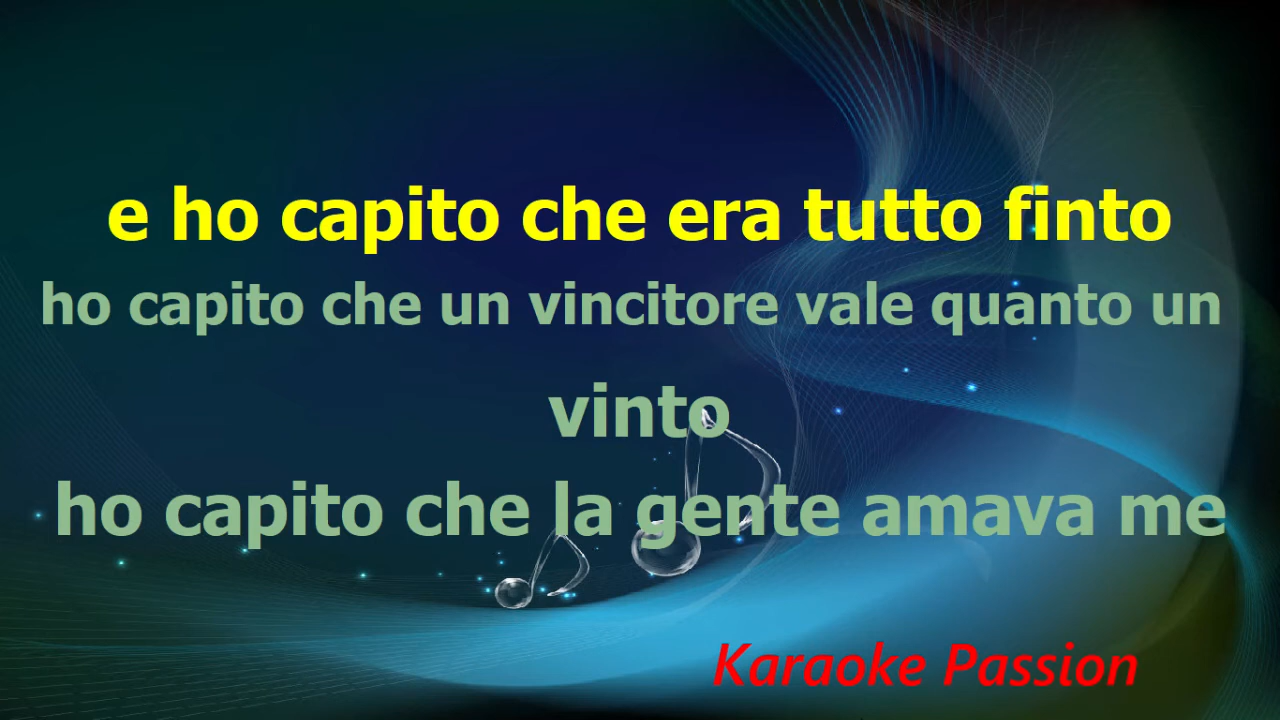 e ho capito che era tutto finto
ho capito che un vincitore vale quanto un
vinto
ho capito che la gente amava me
Karaoke Passion